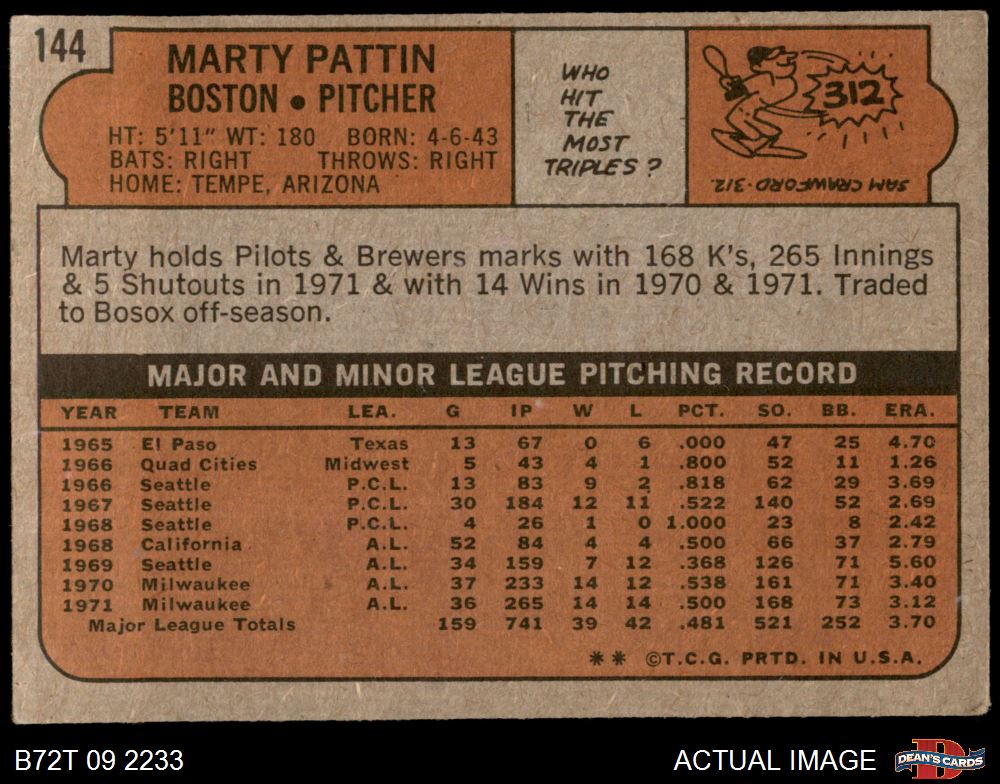 144
MARTY PATTIN
BOSTON • PITCHER
HT: 5'11" WT: 180 BORN: 4-6-43
BATS: RIGHT THROWS: RIGHT
HOME: TEMPE, ARIZONA
WHO
HIT
THE
MOST
TRIPLES?
312
SAM CRAWFORD-312.
Marty holds Pilots & Brewers marks with 168 K's, 265 Innings
& 5 Shutouts in 1971 & with 14 Wins in 1970 & 1971. Traded
to Bosox off-season.
MAJOR AND MINOR LEAGUE PITCHING RECORD
YEAR TEAM LEA. G IP W L PCT. SO. BB. ERA.
1965 El Paso Texas 13 67 0 6 .000 47 25 4.70
1966 Quad Cities Midwest 5 43 4 1 .800 52 11 1.26
1966 Seattle P.C.L. 13 83 9 2 .818 62 29 3.69
1967 Seattle P.C.L. 30 184 12 11 .522 140 52 2.69
1968 Seattle P.C.L. 4 26 1 0 1.000 23 8 2.42
1968 California A.L. 52 84 4 4 .500 66 37 2.79
1969 Seattle A.L. 34 159 7 12 .368 126 71 5.60
1970 Milwaukee A.L. 37 233 14 12 .538 161 71 3.40
1971 Milwaukee A.L. 36 265 14 14 .500 168 73 3.12
Major League Totals 159 741 39 42 .481 521 252 3.70
** ©T.C.G. PRTD. IN U.S.A.
B72T 09 2233
ACTUAL IMAGE
D
DEAN'S CARDS